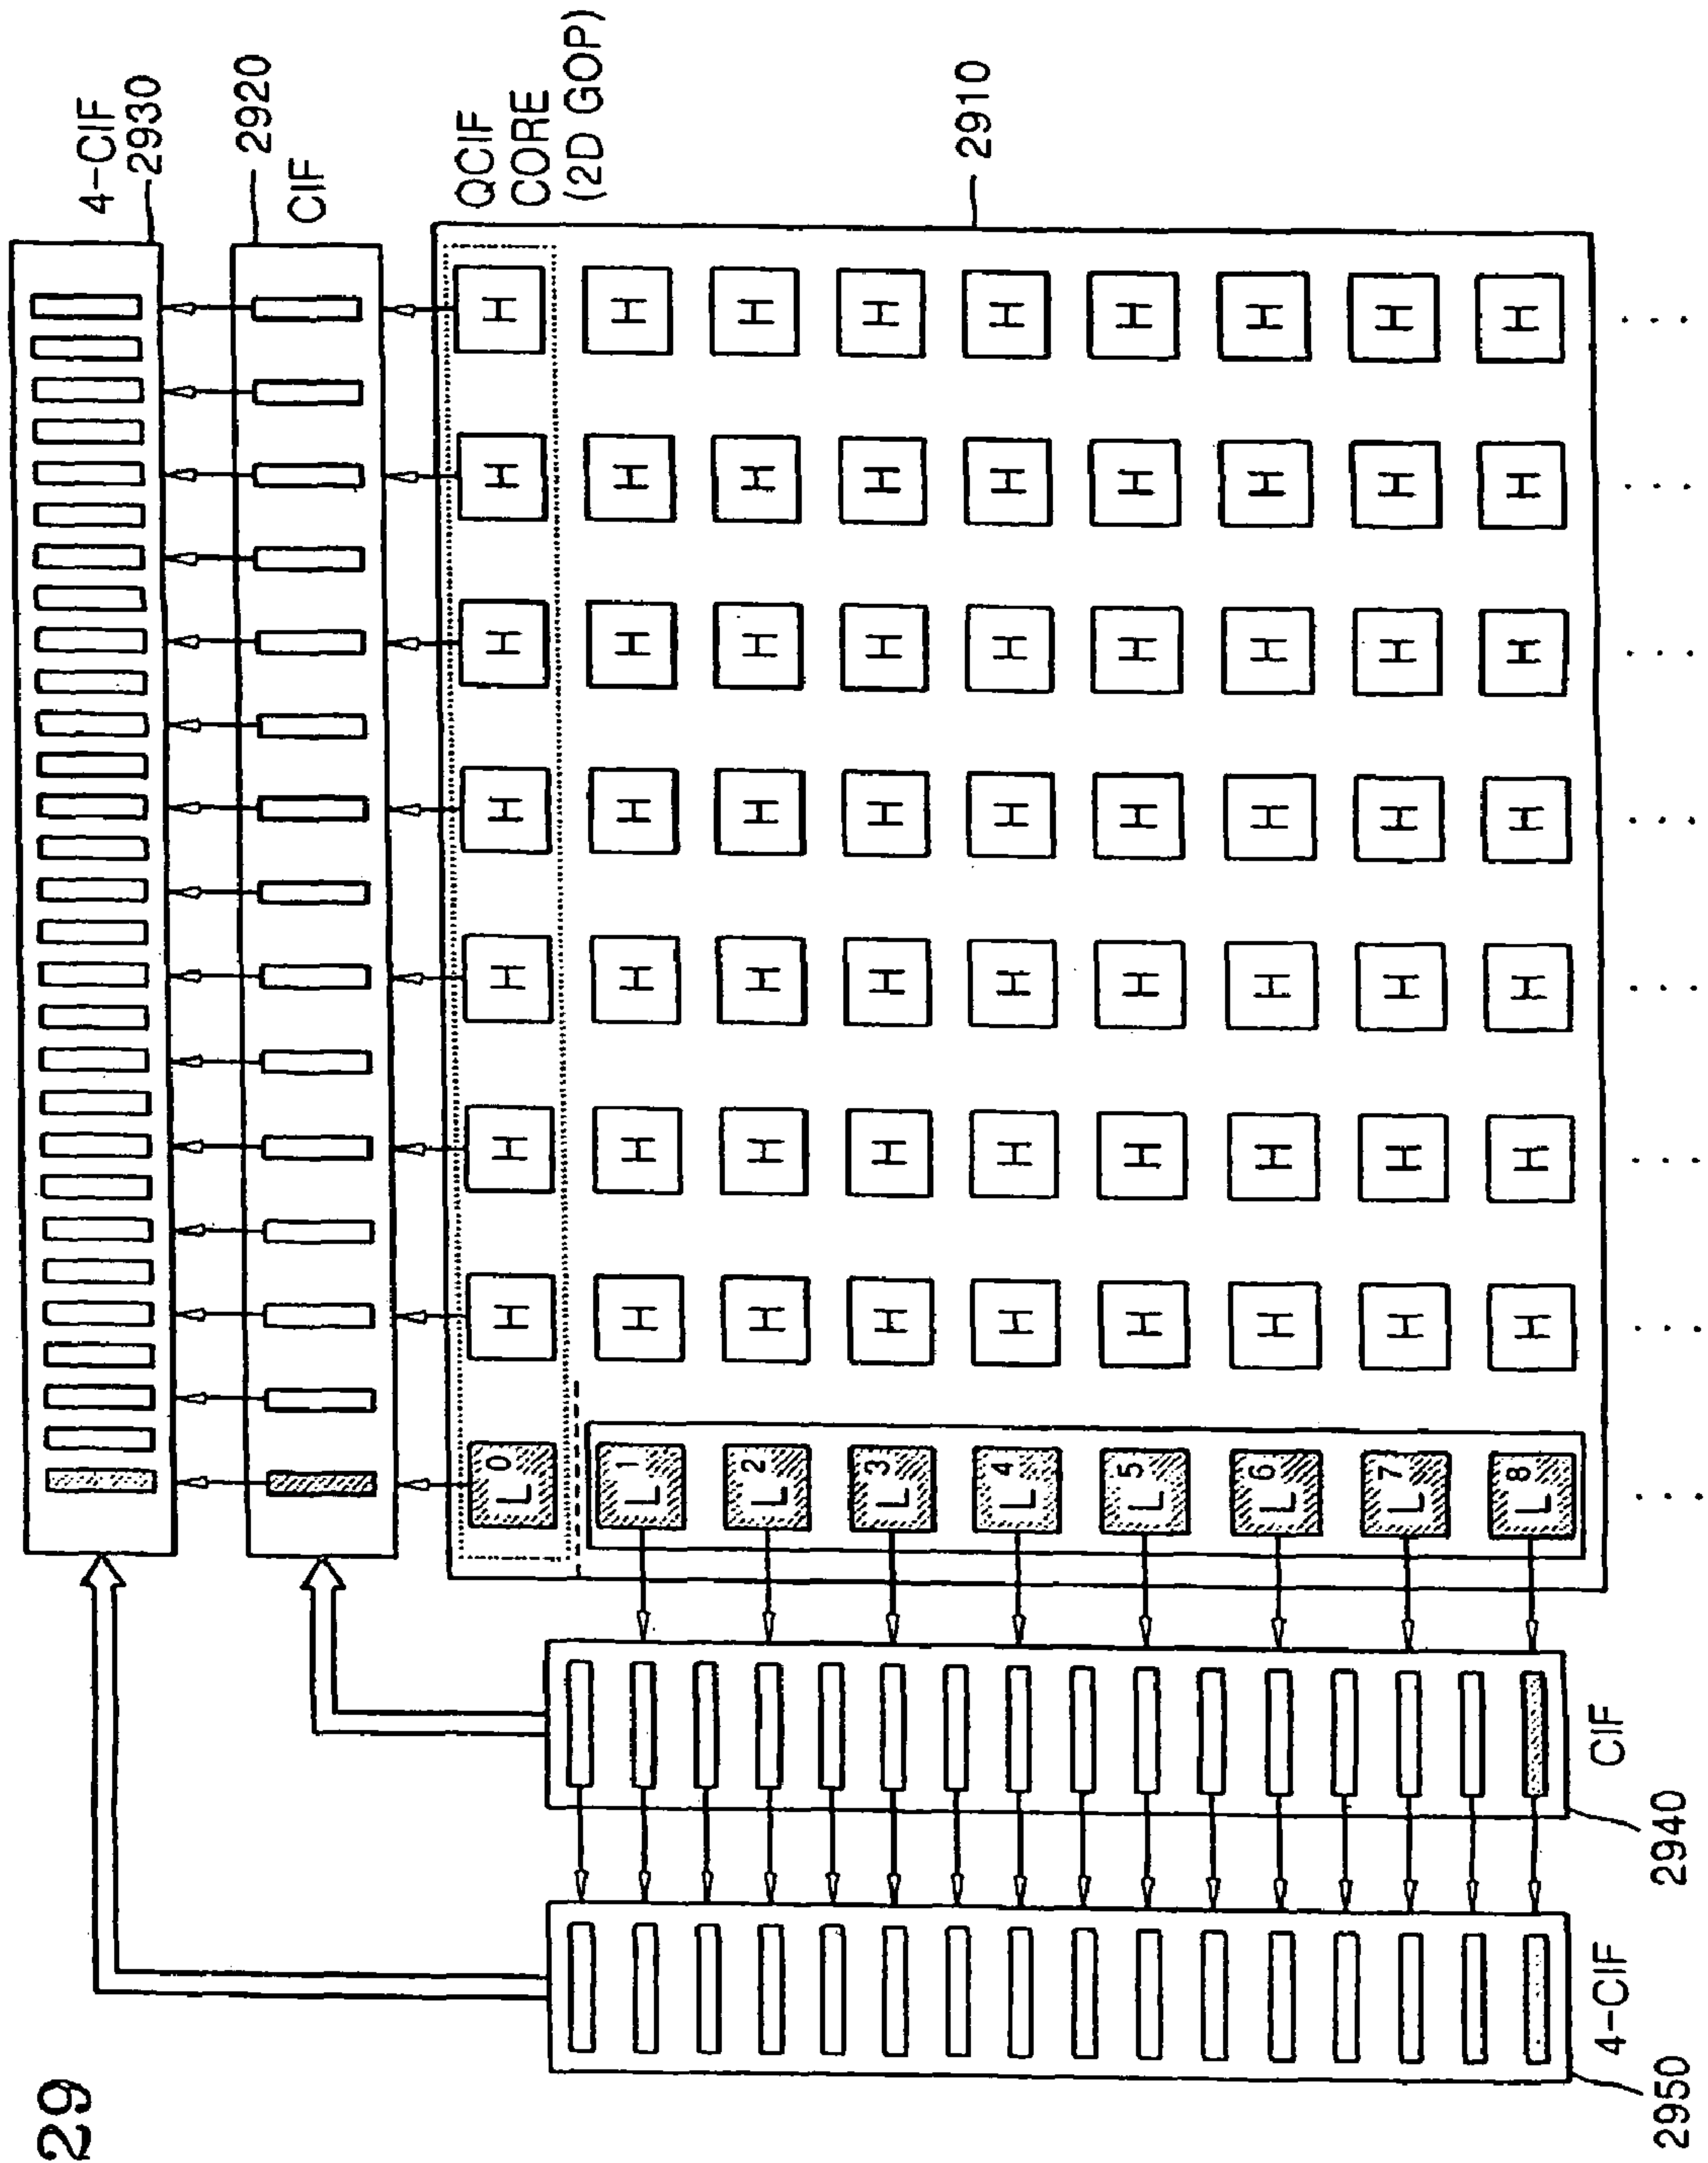 29
4-CIF
2930
2920
CIF
QCIF
CORE
(2D GOP)
L0 H H H H H H H
L1 H H H H H H H
L2 H H H H H H H
L3 H H H H H H H
2910
L4 H H H H H H H
L5 H H H H H H H
L6 H H H H H H H
L7 H H H H H H H
L8 H H H H H H H
... ... ... ... ... ... ... ...
4-CIF
CIF
2950
2940